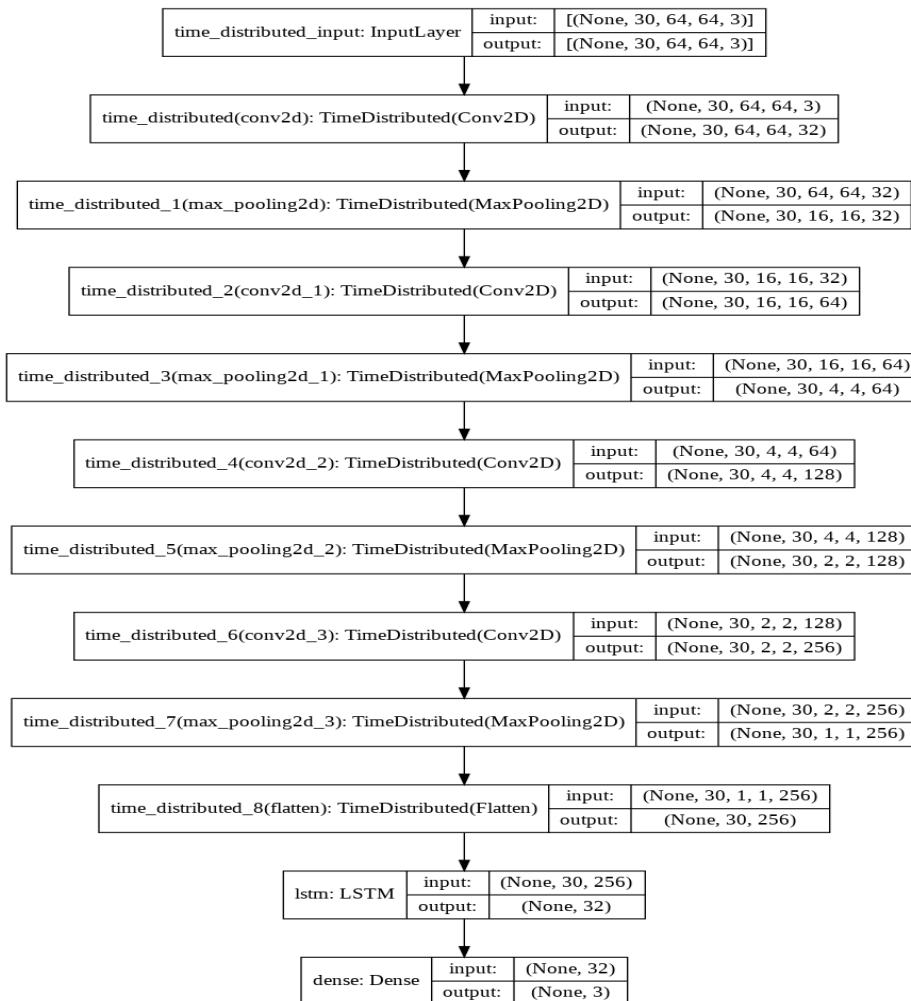 time_distributed_input: InputLayer
input: [(None, 30, 64, 64, 3)]
output: [(None, 30, 64, 64, 3)]
time_distributed(conv2d): TimeDistributed(Conv2D)
input: (None, 30, 64, 64, 3)
output: (None, 30, 64, 64, 32)
time_distributed_1(max_pooling2d): TimeDistributed(MaxPooling2D)
input: (None, 30, 64, 64, 32)
output: (None, 30, 16, 16, 32)
time_distributed_2(conv2d_1): TimeDistributed(Conv2D)
input: (None, 30, 16, 16, 32)
output: (None, 30, 16, 16, 64)
time_distributed_3(max_pooling2d_1): TimeDistributed(MaxPooling2D)
input: (None, 30, 16, 16, 64)
output: (None, 30, 4, 4, 64)
time_distributed_4(conv2d_2): TimeDistributed(Conv2D)
input: (None, 30, 4, 4, 64)
output: (None, 30, 4, 4, 128)
time_distributed_5(max_pooling2d_2): TimeDistributed(MaxPooling2D)
input: (None, 30, 4, 4, 128)
output: (None, 30, 2, 2, 128)
time_distributed_6(conv2d_3): TimeDistributed(Conv2D)
input: (None, 30, 2, 2, 128)
output: (None, 30, 2, 2, 256)
time_distributed_7(max_pooling2d_3): TimeDistributed(MaxPooling2D)
input: (None, 30, 2, 2, 256)
output: (None, 30, 1, 1, 256)
time_distributed_8(flatten): TimeDistributed(Flatten)
input: (None, 30, 1, 1, 256)
output: (None, 30, 256)
lstm: LSTM
input: (None, 30, 256)
output: (None, 32)
dense: Dense
input: (None, 32)
output: (None, 3)